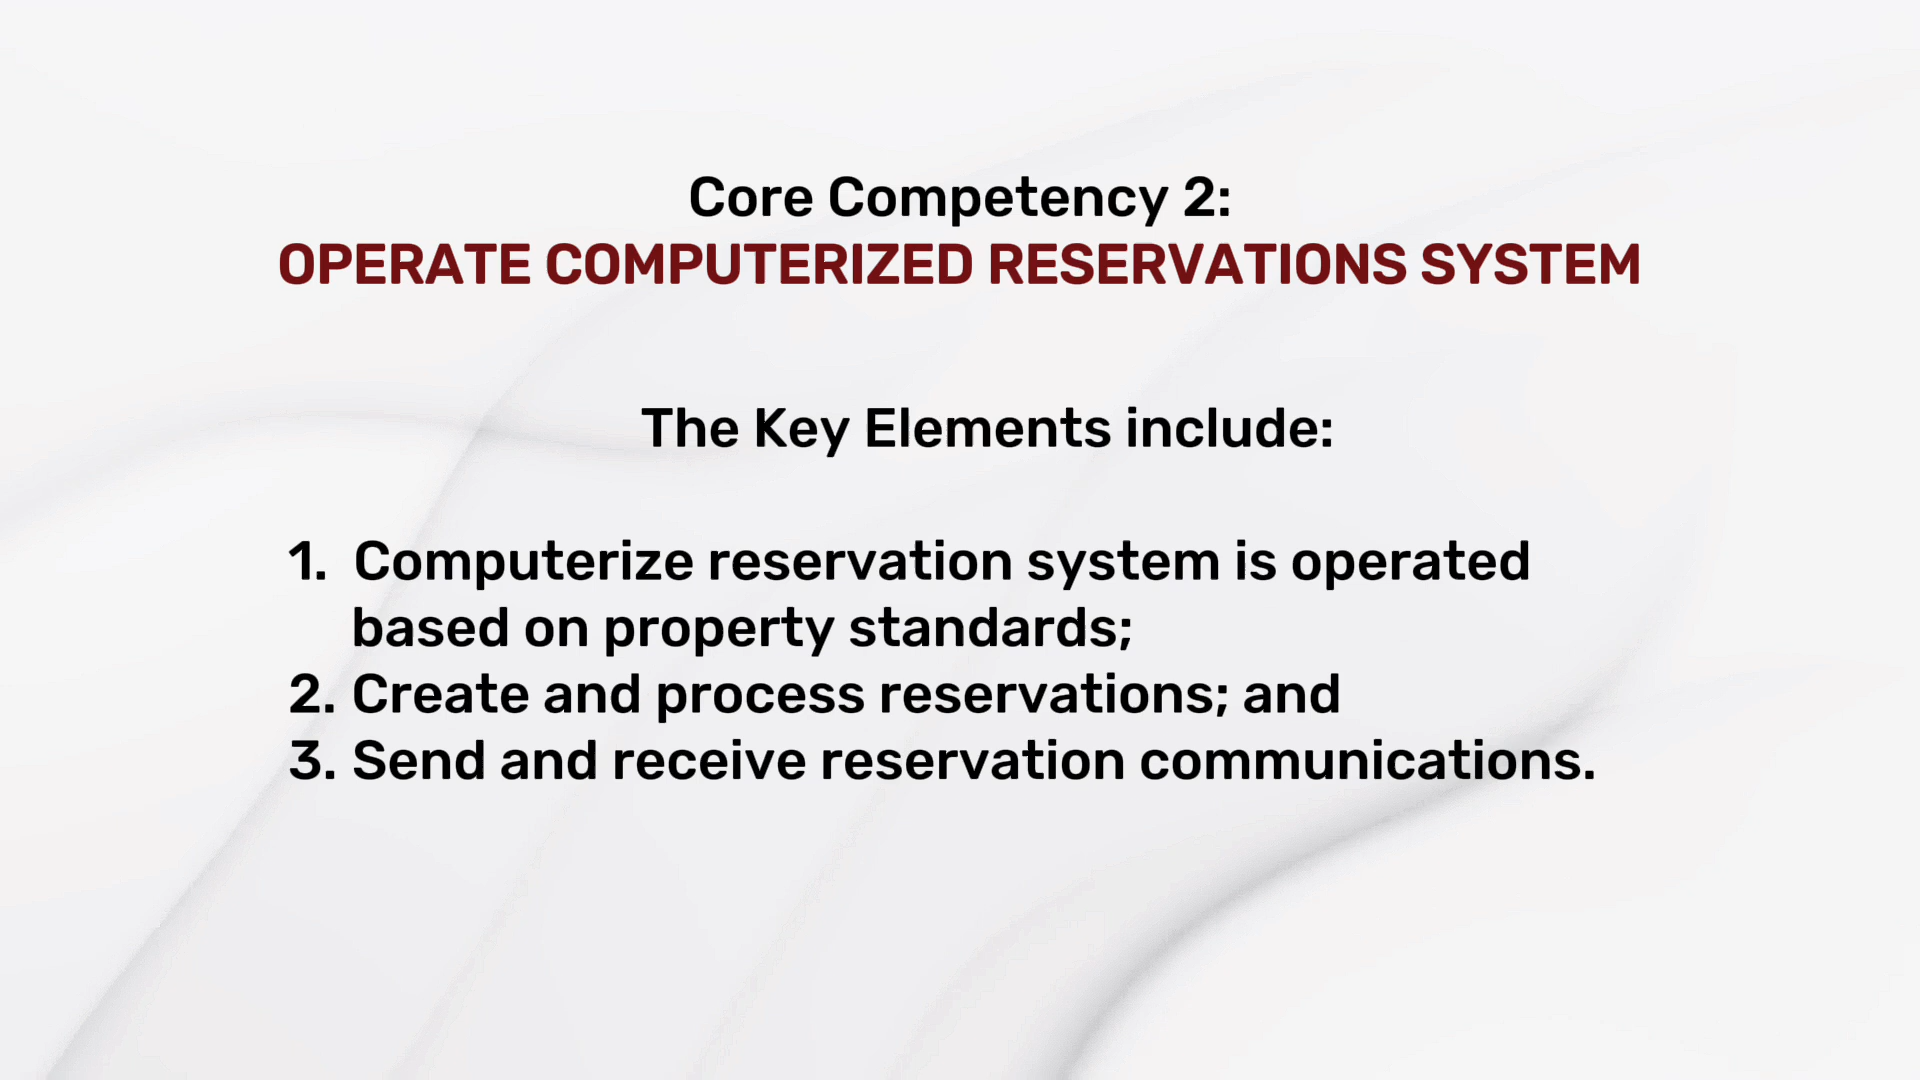 Core Competency 2:
OPERATE COMPUTERIZED RESERVATIONS SYSTEM
The Key Elements include:
1. Computerize reservation system is operated
based on property standards;
2. Create and process reservations; and
3. Send and receive reservation communications.